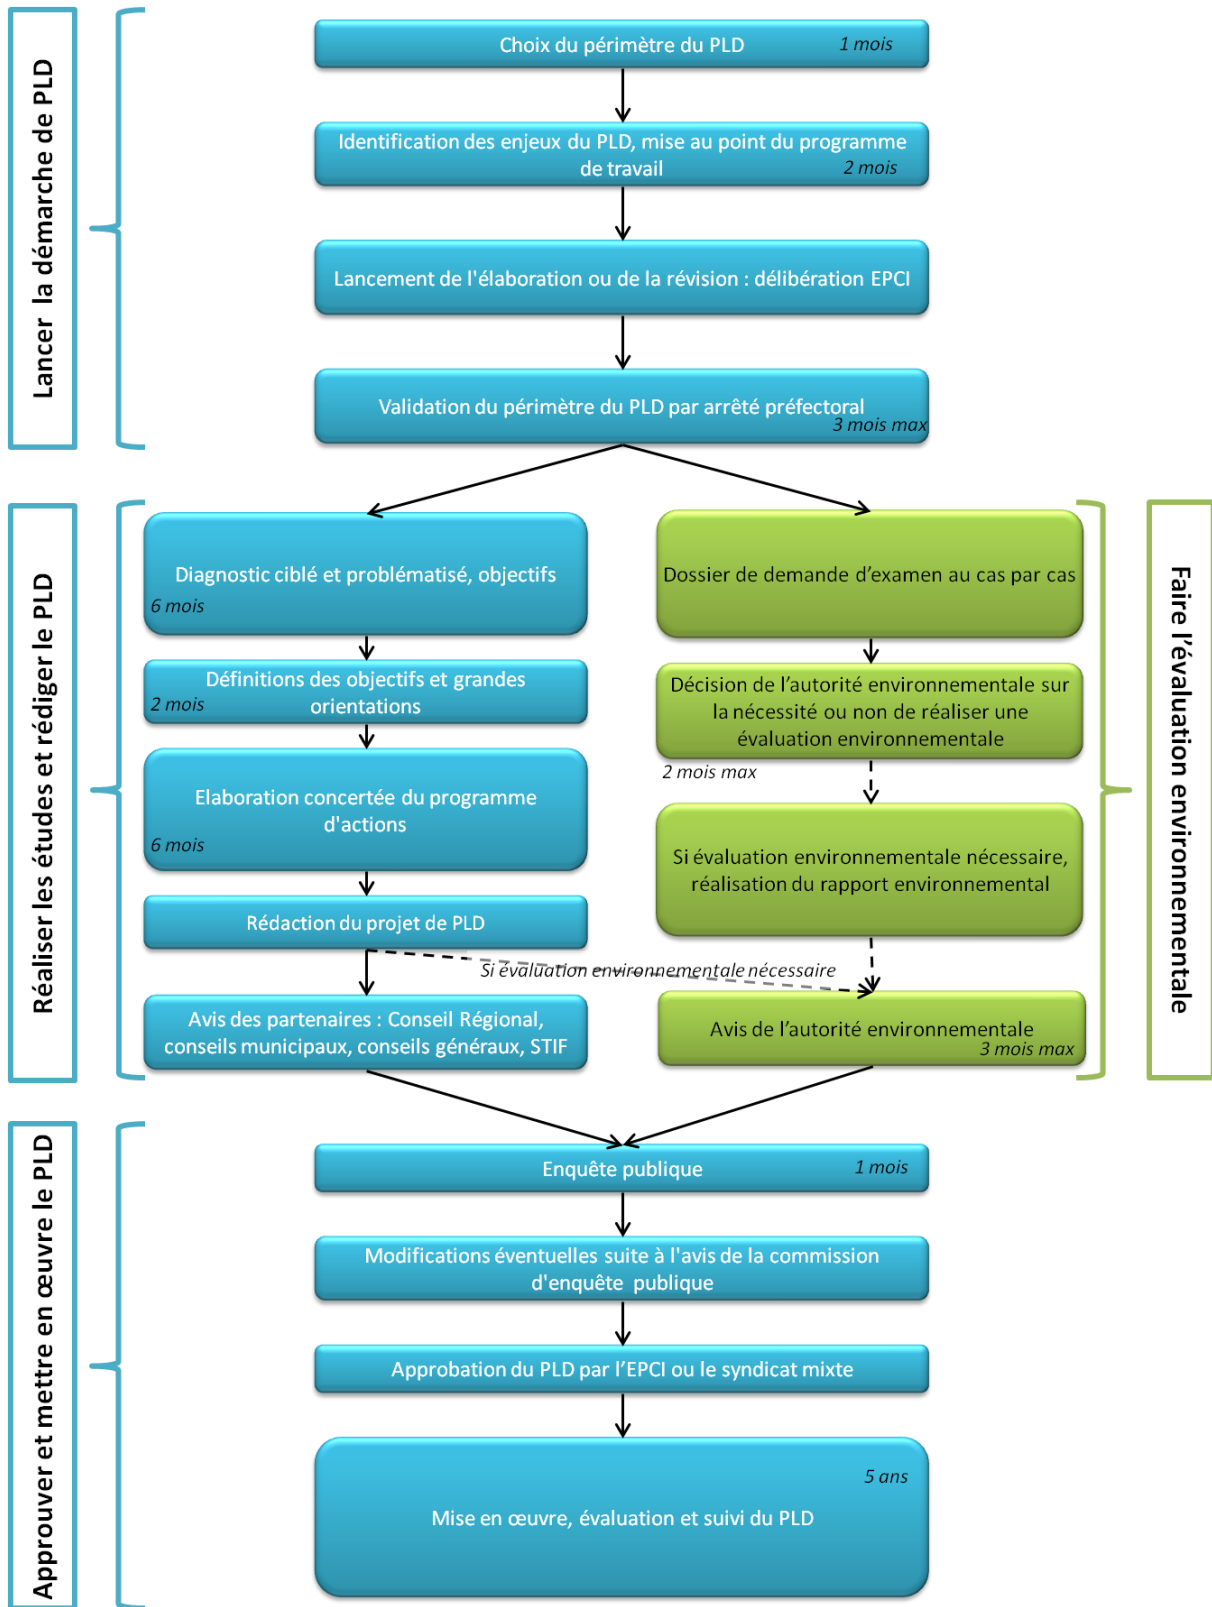 Lancer  la démarche de PLD
Choix du périmètre du PLD
1 mois
Identification des enjeux du PLD, mise au point du programme
de travail
2 mois
Lancement de l'élaboration ou de la révision : délibération EPCI
Validation du périmètre du PLD par arrêté préfectoral
3 mois max
Réaliser les études et rédiger le PLD
Diagnostic ciblé et problématisé, objectifs
6 mois
Définitions des objectifs et grandes
orientations
2 mois
Elaboration concertée du programme
d'actions
6 mois
Rédaction du projet de PLD
Si évaluation environnementale nécessaire
Avis des partenaires : Conseil Régional,
conseils municipaux, conseils généraux, STIF
Faire l’évaluation environnementale
Dossier de demande d’examen au cas par cas
Décision de l’autorité environnementale sur
la nécessité ou non de réaliser une
évaluation environnementale
2 mois max
Si évaluation environnementale nécessaire,
réalisation du rapport environnemental
Avis de l’autorité environnementale
3 mois max
Approuver et mettre en œuvre le PLD
Enquête publique
1 mois
Modifications éventuelles suite à l'avis de la commission
d'enquête  publique
Approbation du PLD par l’EPCI ou le syndicat mixte
5 ans
Mise en œuvre, évaluation et suivi du PLD